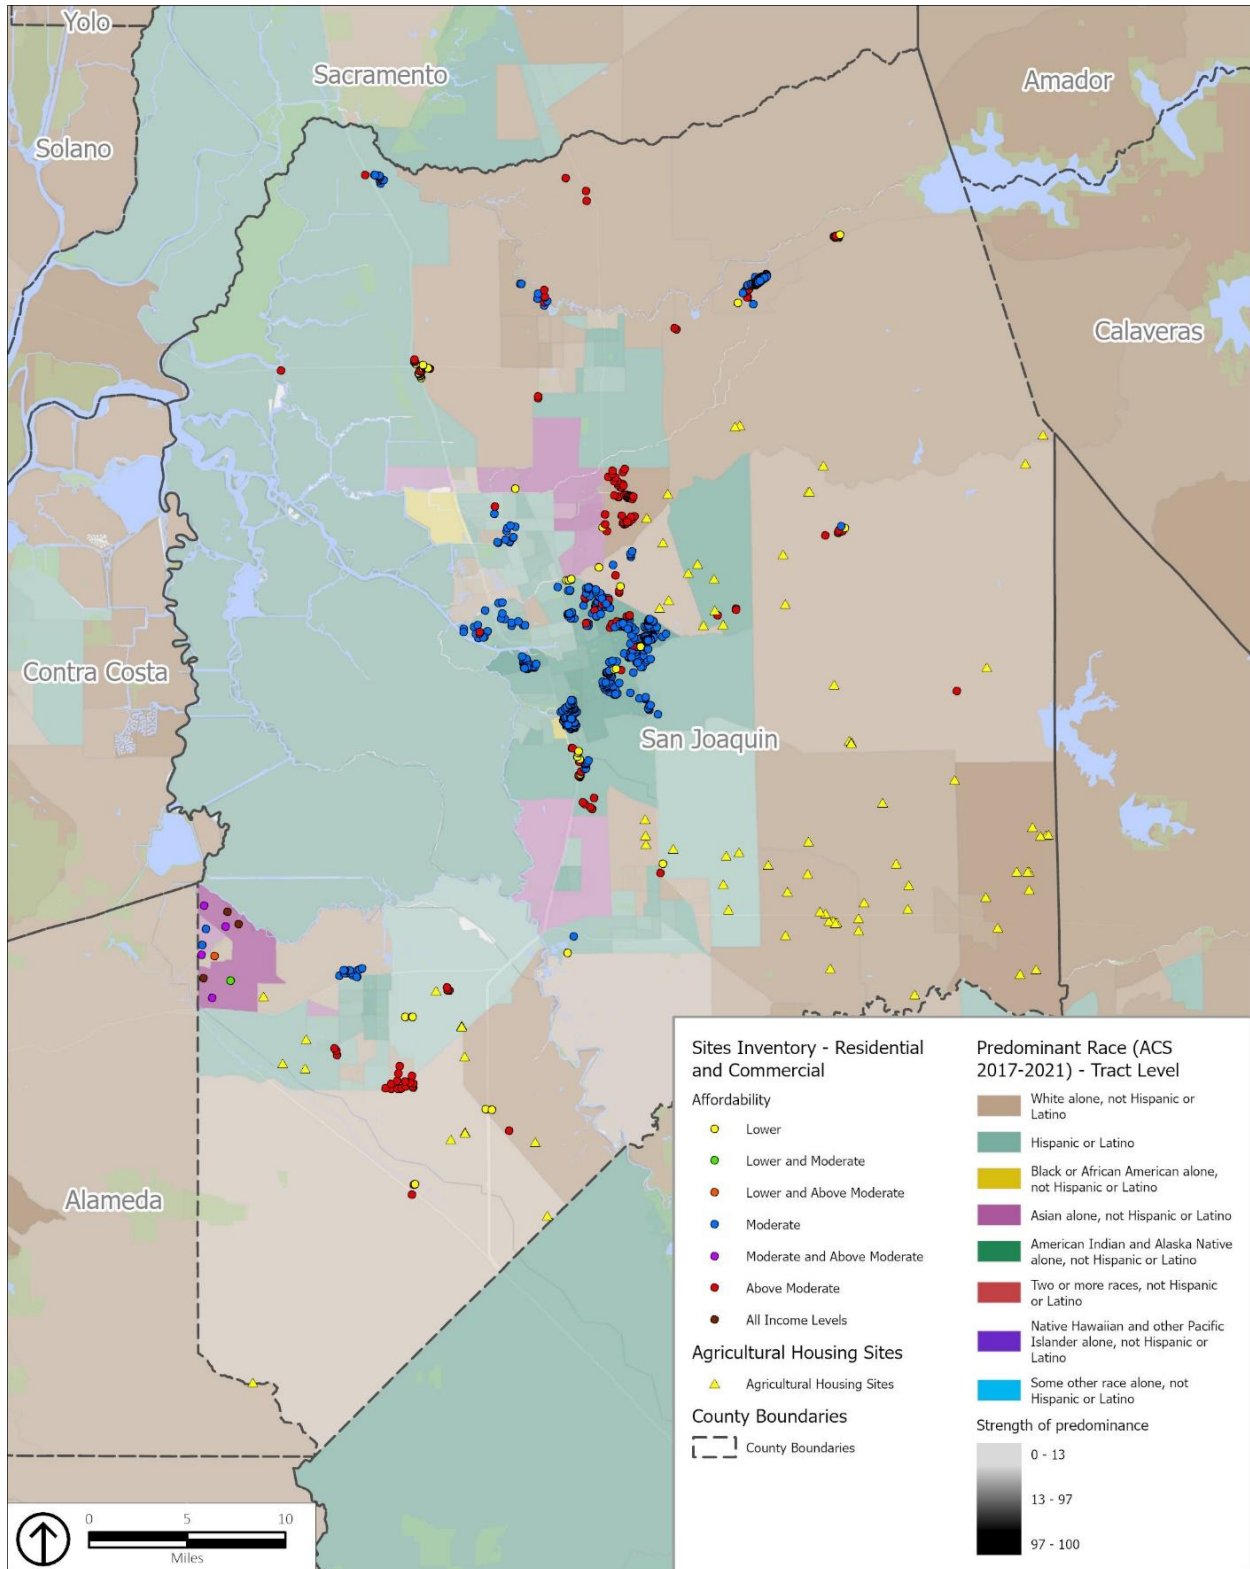 Yolo
Sacramento
Amador
Solano
Calaveras
Contra Costa
San Joaquin
Alameda
0 5 10
Miles
Sites Inventory - Residential
and Commercial
Affordability
Lower
Lower and Moderate
Lower and Above Moderate
Moderate
Moderate and Above Moderate
Above Moderate
All Income Levels
Agricultural Housing Sites
Agricultural Housing Sites
County Boundaries
County Boundaries
Predominant Race (ACS
2017-2021) - Tract Level
White alone, not Hispanic or
Latino
Hispanic or Latino
Black or African American alone,
not Hispanic or Latino
Asian alone, not Hispanic or Latino
American Indian and Alaska Native
alone, not Hispanic or Latino
Two or more races, not Hispanic
or Latino
Native Hawaiian and other Pacific
Islander alone, not Hispanic or
Latino
Some other race alone, not
Hispanic or Latino
Strength of predominance
0 - 13
13 - 97
97 - 100